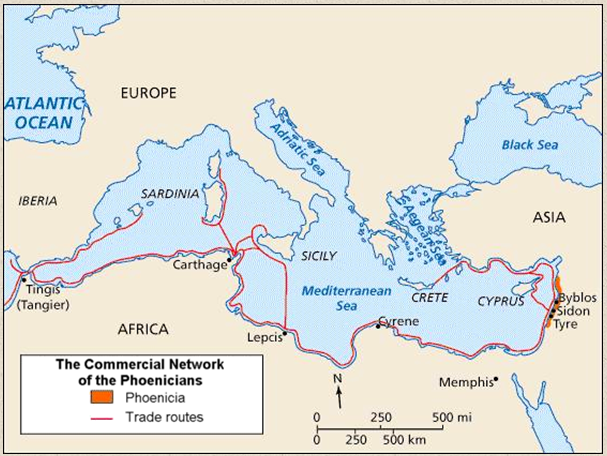 EUROPE
ATLANTIC
OCEAN
Adriatic Sea
Black Sea
IBERIA
SARDINIA
Aegean Sea
ASIA
SICILY
Carthage
Mediterranean
Sea
CRETE
CYPRUS
Byblos
Sidon
Tyre
Tingis
(Tangier)
AFRICA
Lepcis
Cyrene
Memphis
The Commercial Network
of the Phoenicians
Phoenicia
Trade routes
N
0 250 500 mi
0 250 500 km